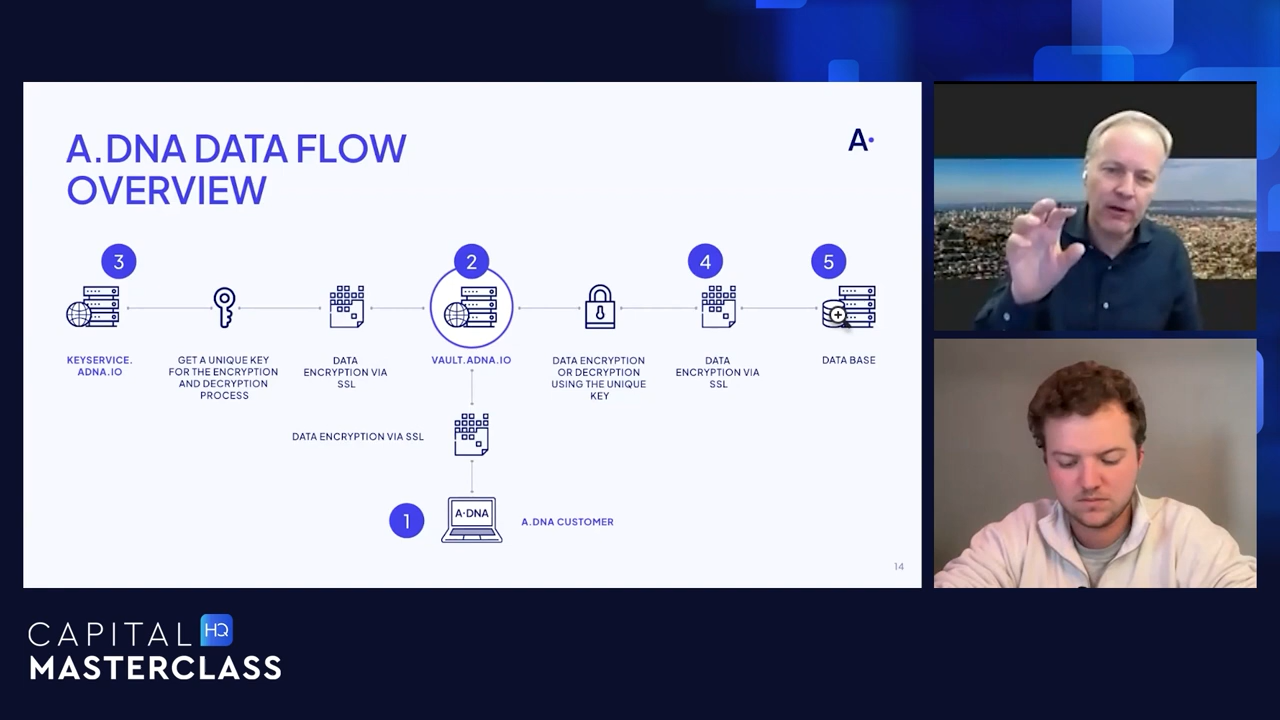 A.DNA DATA FLOW
OVERVIEW
A·
3
2
4
5
KEYSERVICE.
ADNA.IO
GET A UNIQUE KEY
FOR THE ENCRYPTION
AND DECRYPTION
PROCESS
DATA
ENCRYPTION VIA
SSL
VAULT.ADNA.IO
DATA ENCRYPTION
OR DECRYPTION
USING THE UNIQUE
KEY
DATA
ENCRYPTION VIA
SSL
DATA BASE
DATA ENCRYPTION VIA SSL
1
A·DNA
A.DNA CUSTOMER
14
CAPITAL HQ
MASTERCLASS